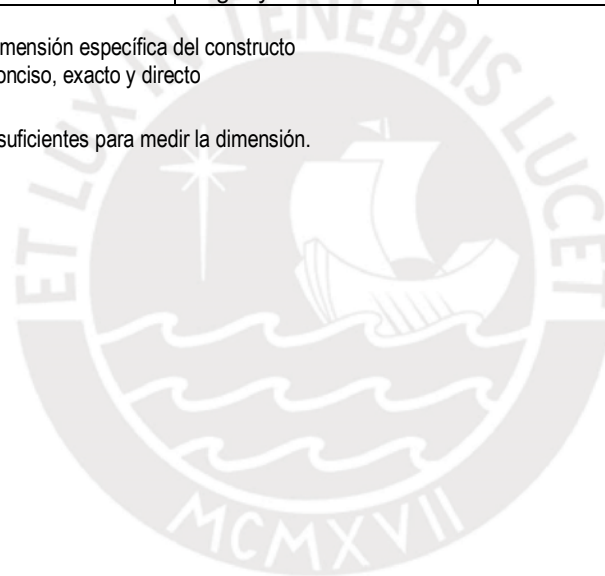 mensión específica del constructo
onciso, exacto y directo
suficientes para medir la dimensión.
ET LUX IN TENEBRIS LUCET
MCMXVII